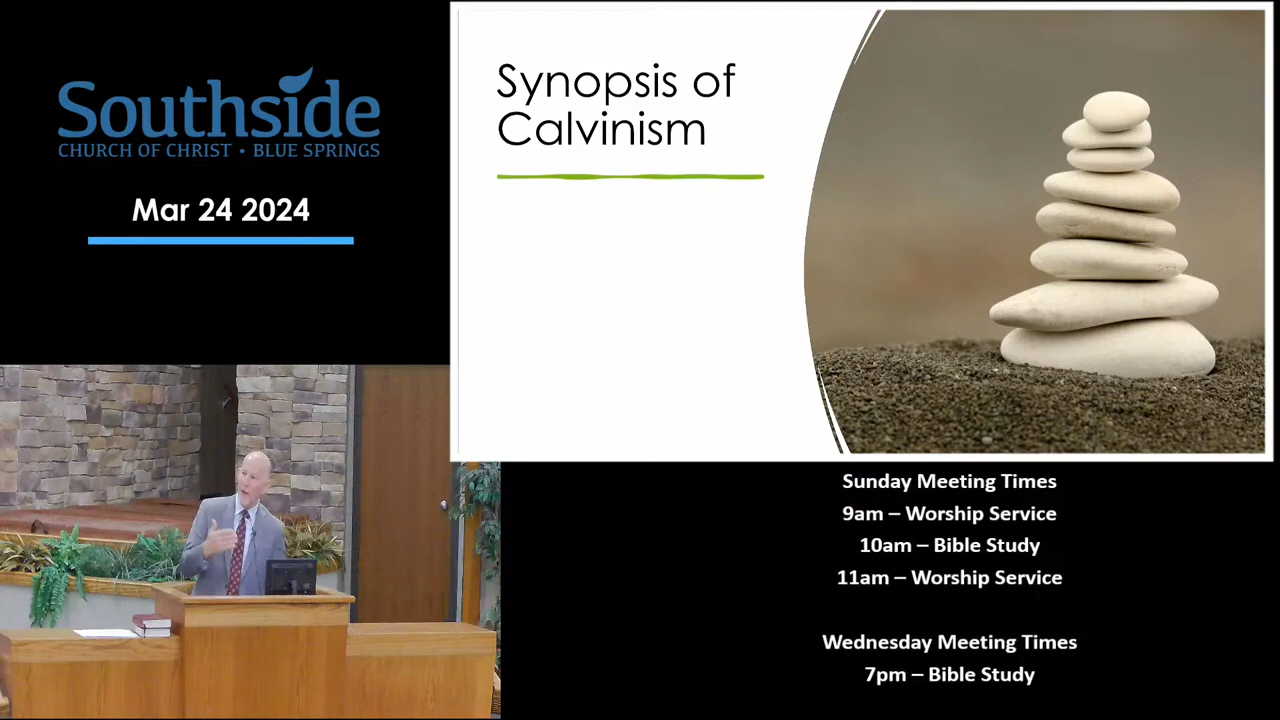 Southside
CHURCH OF CHRIST • BLUE SPRINGS
Mar 24 2024
Synopsis of
Calvinism
Sunday Meeting Times
9am – Worship Service
10am – Bible Study
11am – Worship Service
Wednesday Meeting Times
7pm – Bible Study